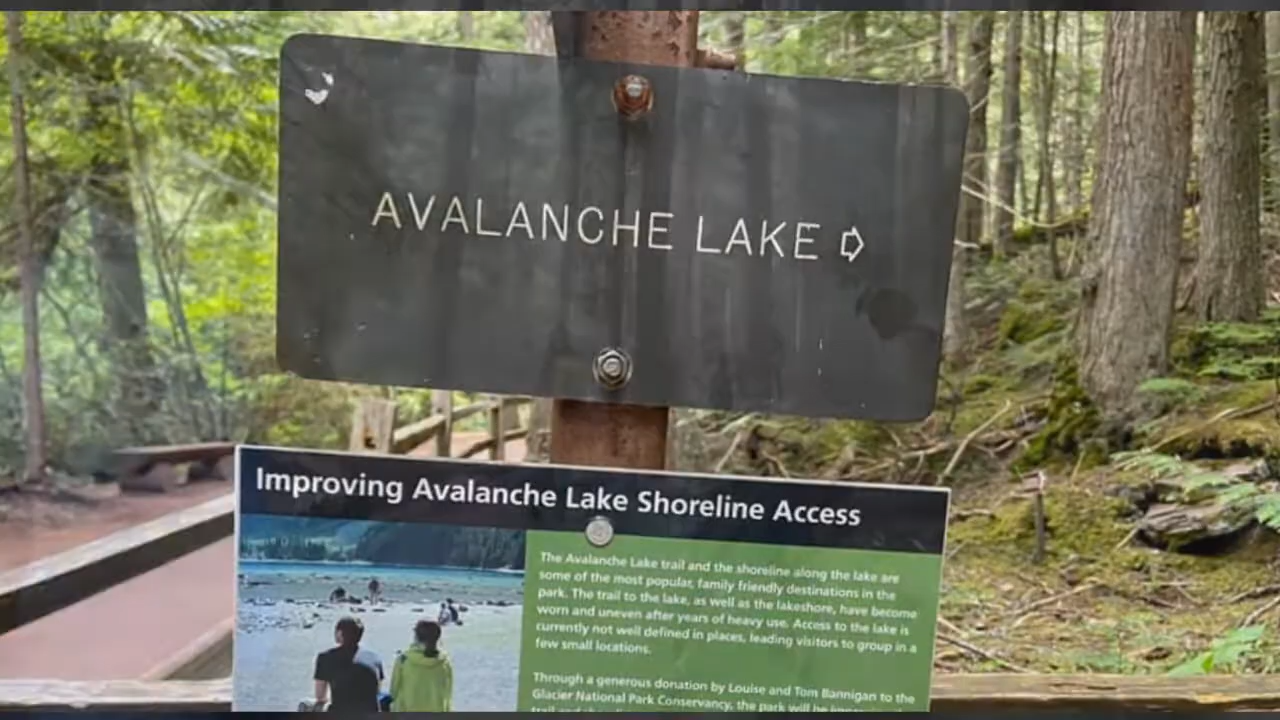 AVALANCHE LAKE ⇨
Improving Avalanche Lake Shoreline Access
The Avalanche Lake trail and the shoreline along the lake are
some of the most popular, family friendly destinations in the
park. The trail to the lake, as well as the lakeshore, have become
worn and uneven after years of heavy use. Access to the lake is
currently not well defined in places, leading visitors to group in a
few small locations.
Through a generous donation by Louise and Tom Bannigan to the
Glacier National Park Conservancy, the park will be